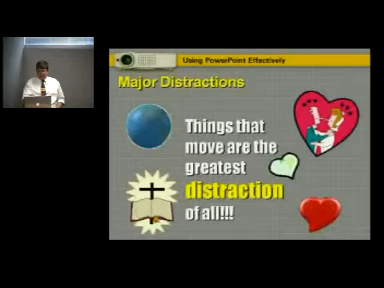 Using PowerPoint Effectively
Major Distractions
Things that
move are the
greatest
distraction
of all!!!